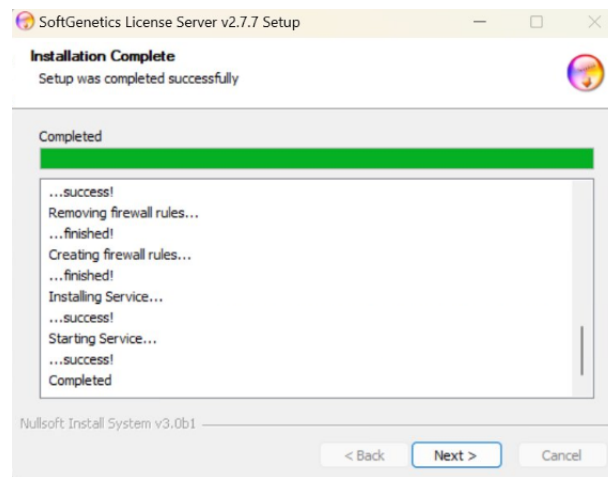 SoftGenetics License Server v2.7.7 Setup
Installation Complete
Setup was completed successfully
Completed
...success!
Removing firewall rules...
...finished!
Creating firewall rules...
...finished!
Installing Service...
...success!
Starting Service...
...success!
Completed
Nullsoft Install System v3.0b1
< Back Next > Cancel